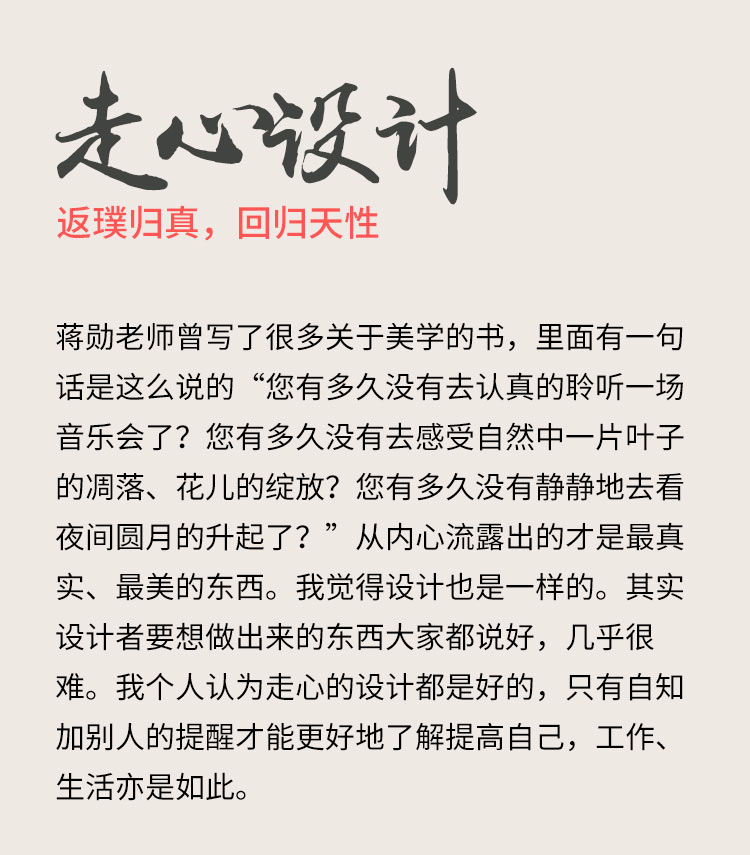 走心设计
返璞归真，回归天性
蒋勋老师曾写了很多关于美学的书，里面有一句
话是这么说的“您有多久没有去认真的聆听一场
音乐会了？您有多久没有去感受自然中一片叶子
的凋落、花儿的绽放？您有多久没有静静地去看
夜间圆月的升起了？”从内心流露出的才是最真
实、最美的东西。我觉得设计也是一样的。其实
设计者要想做出来的东西大家都说好，几乎很
难。我个人认为走心的设计都是好的，只有自知
加别人的提醒才能更好地了解提高自己，工作、
生活亦是如此。